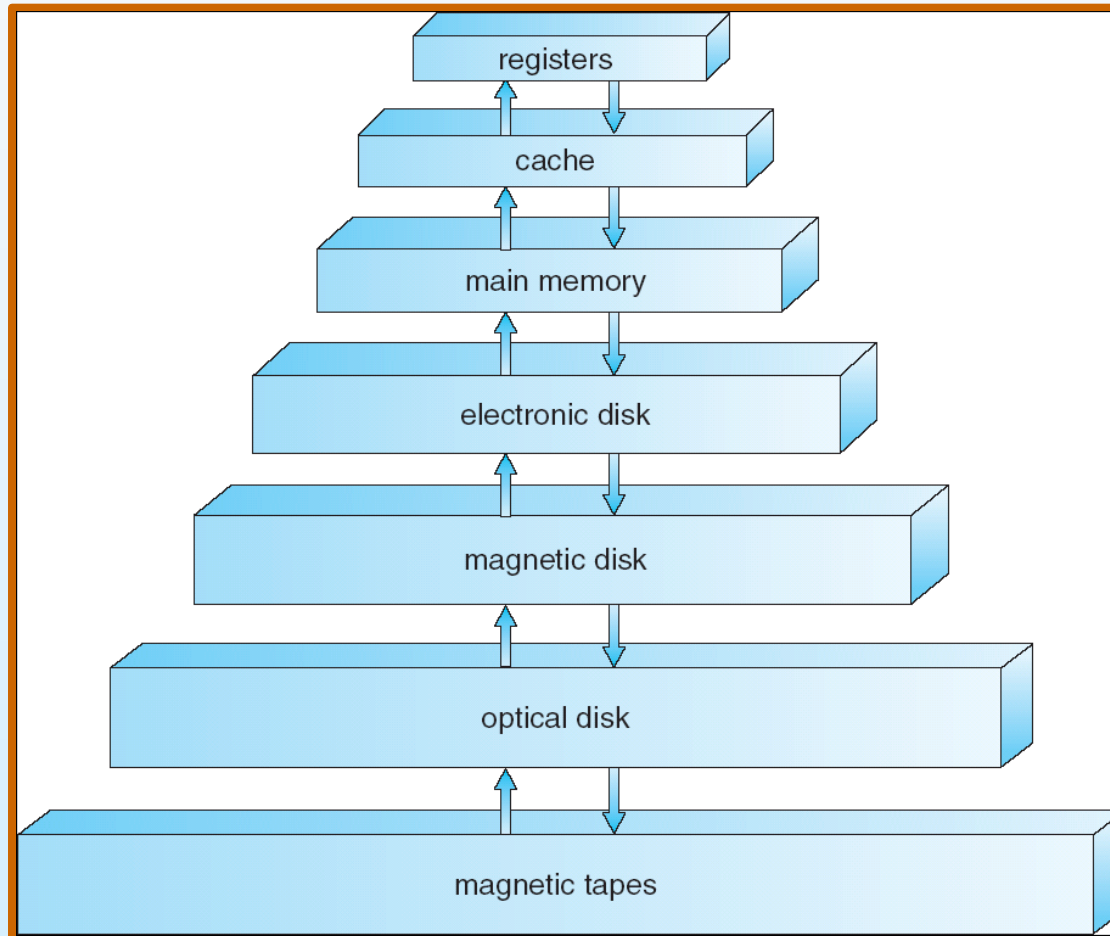 registers
cache
main memory
electronic disk
magnetic disk
optical disk
magnetic tapes